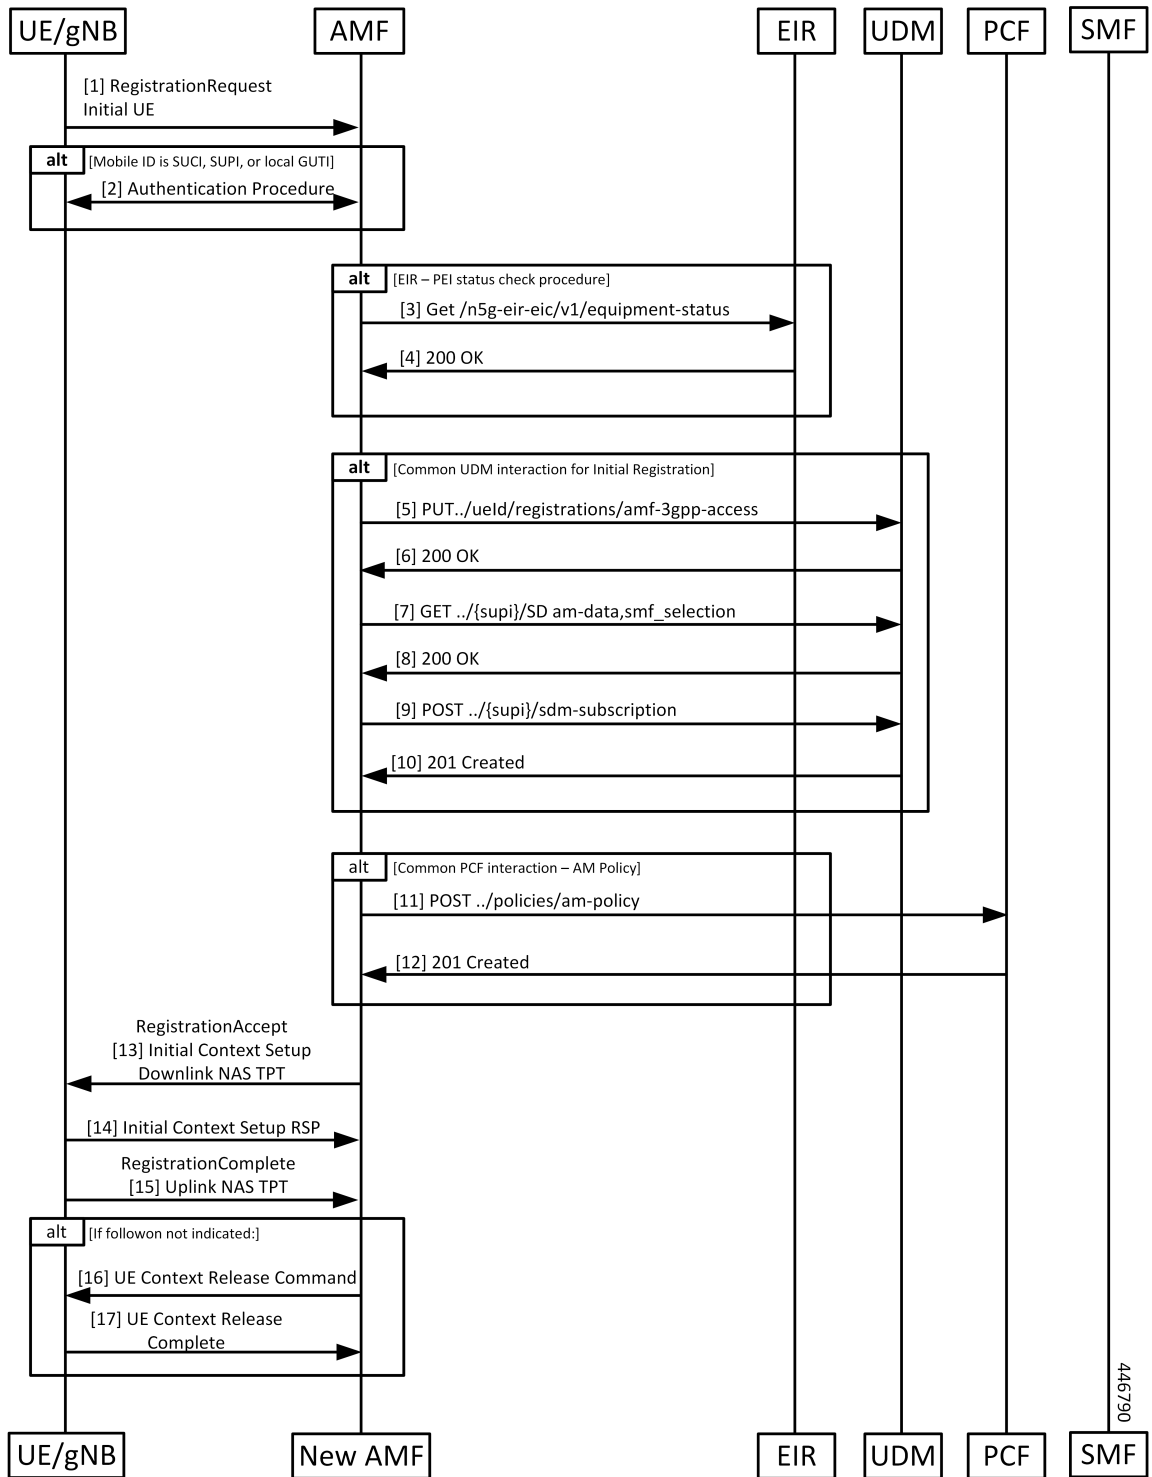 UE/gNB
AMF
EIR
UDM
PCF
SMF
[1] RegistrationRequest
Initial UE
alt
[Mobile ID is SUCI, SUPI, or local GUTI]
[2] Authentication Procedure
alt
[EIR – PEI status check procedure]
[3] Get /n5g-eir-eic/v1/equipment-status
[4] 200 OK
alt
[Common UDM interaction for Initial Registration]
[5] PUT../ueId/registrations/amf-3gpp-access
[6] 200 OK
[7] GET ../{supi}/SD am-data,smf_selection
[8] 200 OK
[9] POST ../{supi}/sdm-subscription
[10] 201 Created
alt
[Common PCF interaction – AM Policy]
[11] POST ../policies/am-policy
[12] 201 Created
RegistrationAccept
[13] Initial Context Setup
Downlink NAS TPT
[14] Initial Context Setup RSP
RegistrationComplete
[15] Uplink NAS TPT
alt
[If followon not indicated:]
[16] UE Context Release Command
[17] UE Context Release
Complete
446790
UE/gNB
New AMF
EIR
UDM
PCF
SMF